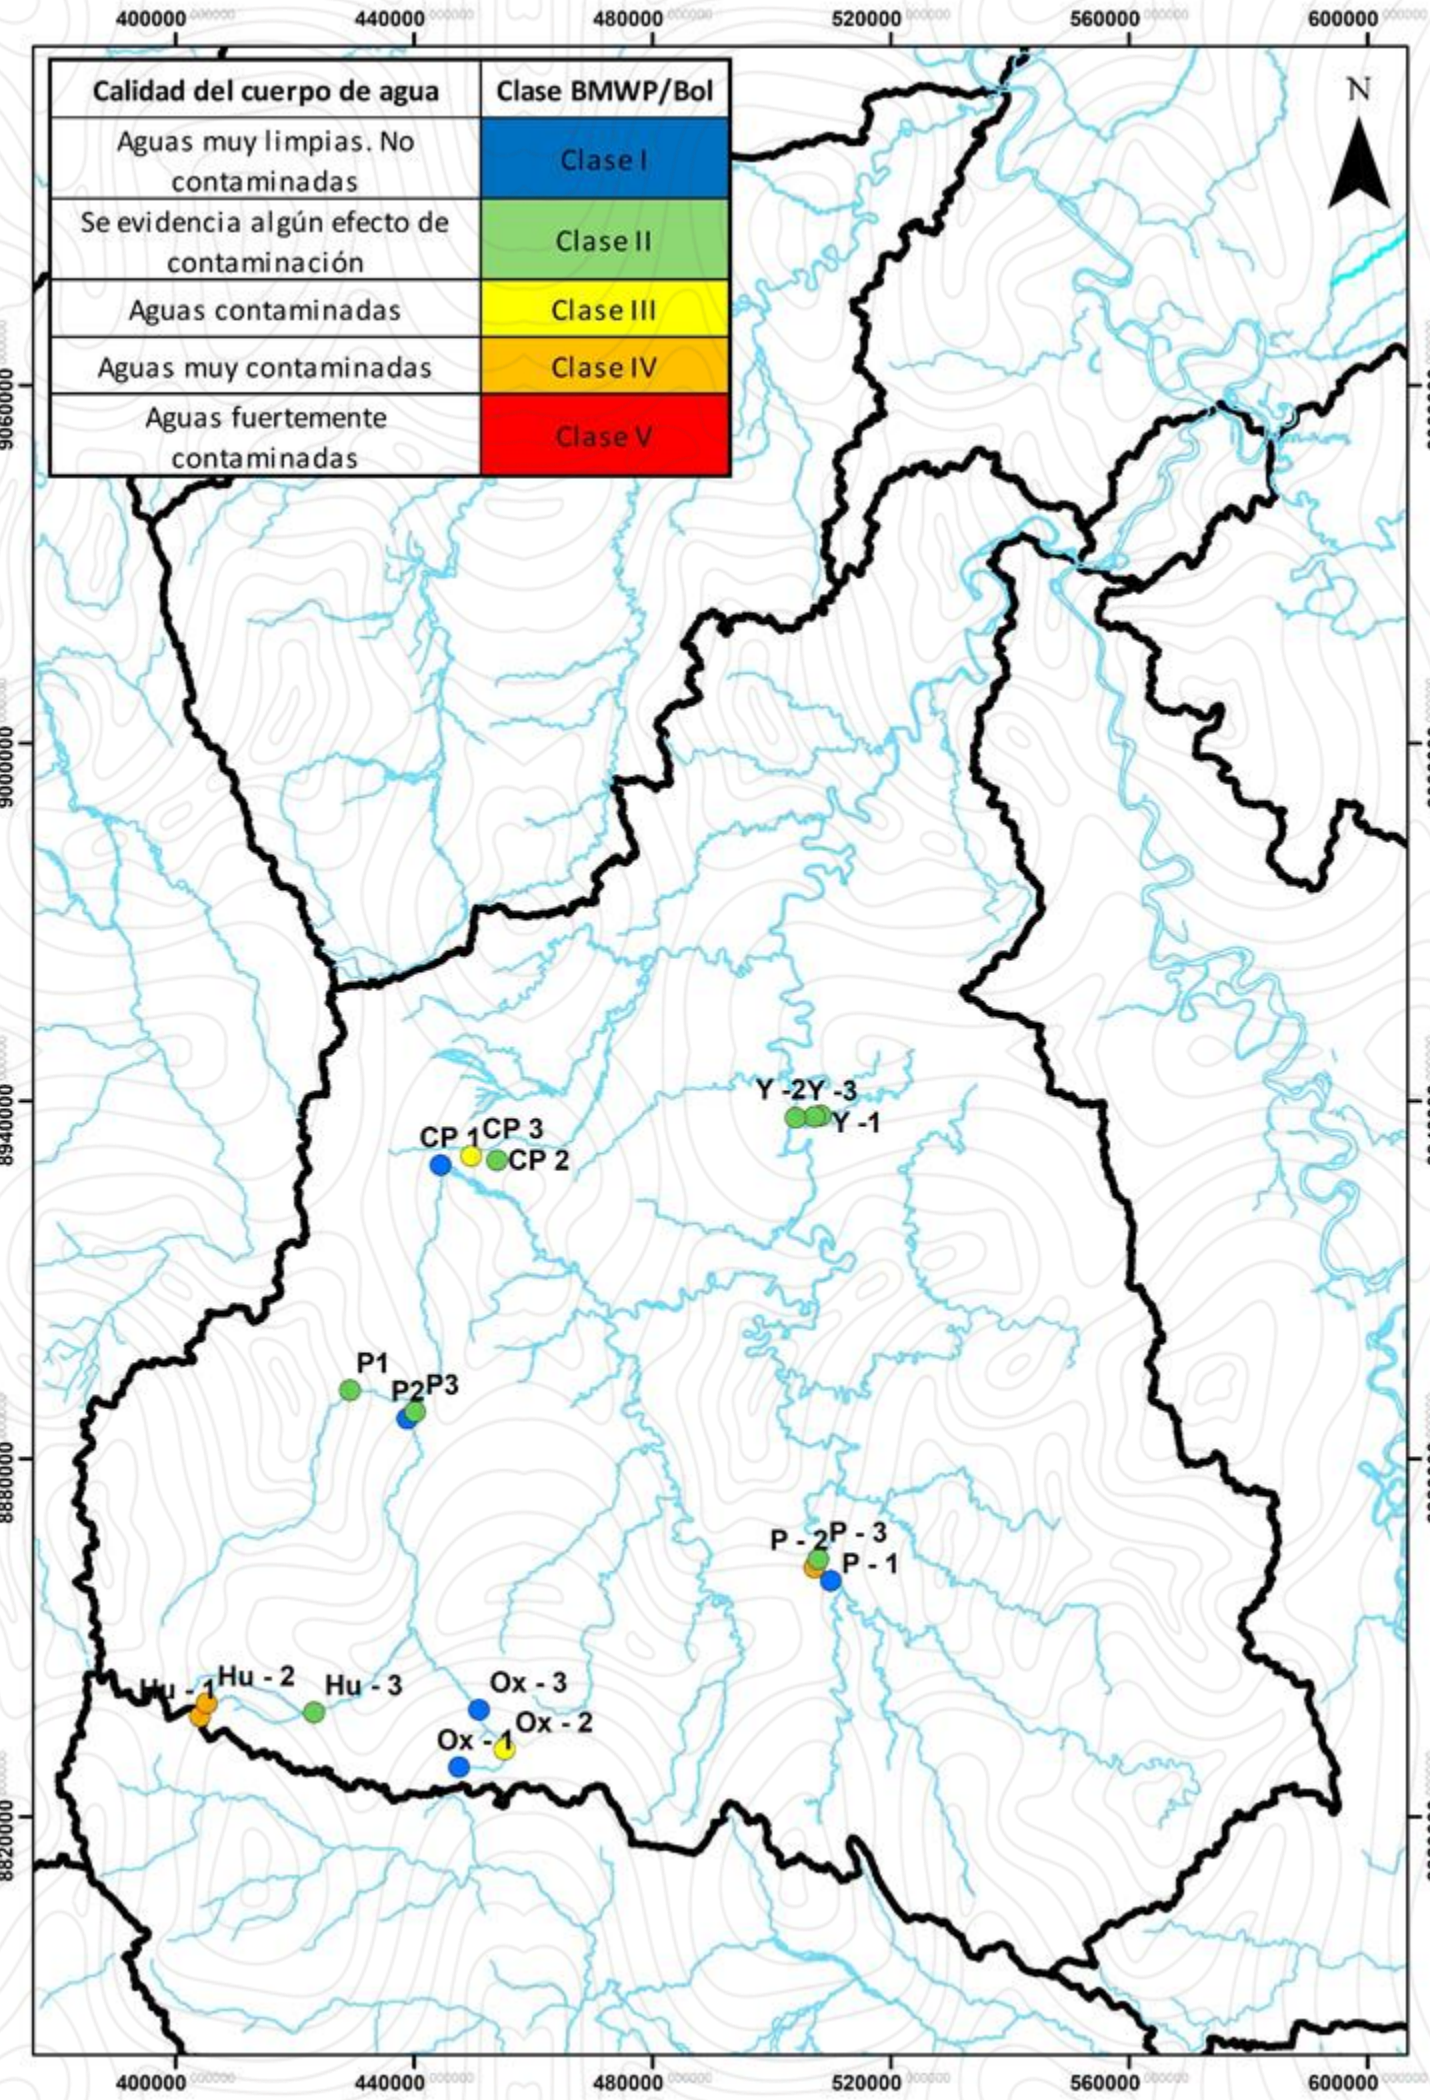 400000 440000 480000 520000 560000 600000
Calidad del cuerpo de agua Clase BMWP/Bol
Aguas muy limpias. No
contaminadas
Clase I
Se evidencia algún efecto de
contaminación
Clase II
Aguas contaminadas Clase III
Aguas muy contaminadas Clase IV
Aguas fuertemente
contaminadas
Clase V
N
9060000
9000000
8940000
8880000
8820000
Y -2 Y -3
Y -1
CP 1 CP 3
CP 2
P1
P2 P3
P - 2 P - 3
P - 1
Hu - 1 Hu - 2 Hu - 3
Ox - 3
Ox - 2
Ox - 1
400000 440000 480000 520000 560000 600000